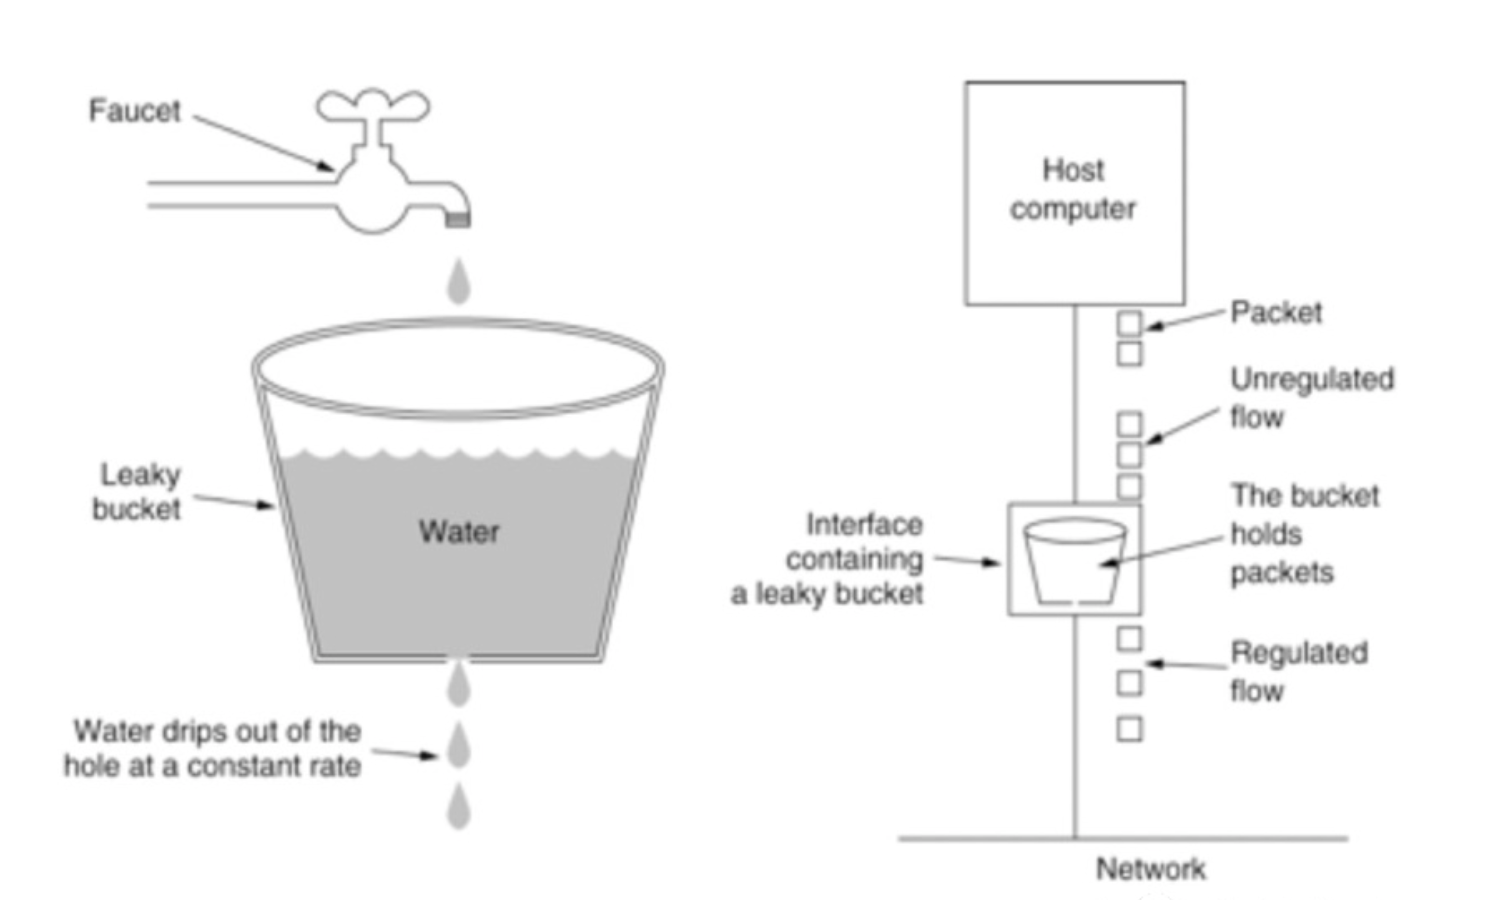 Faucet
Leaky
bucket
Water
Water drips out of the
hole at a constant rate
Host
computer
Packet
Unregulated
flow
The bucket
holds
packets
Interface
containing
a leaky bucket
Regulated
flow
Network